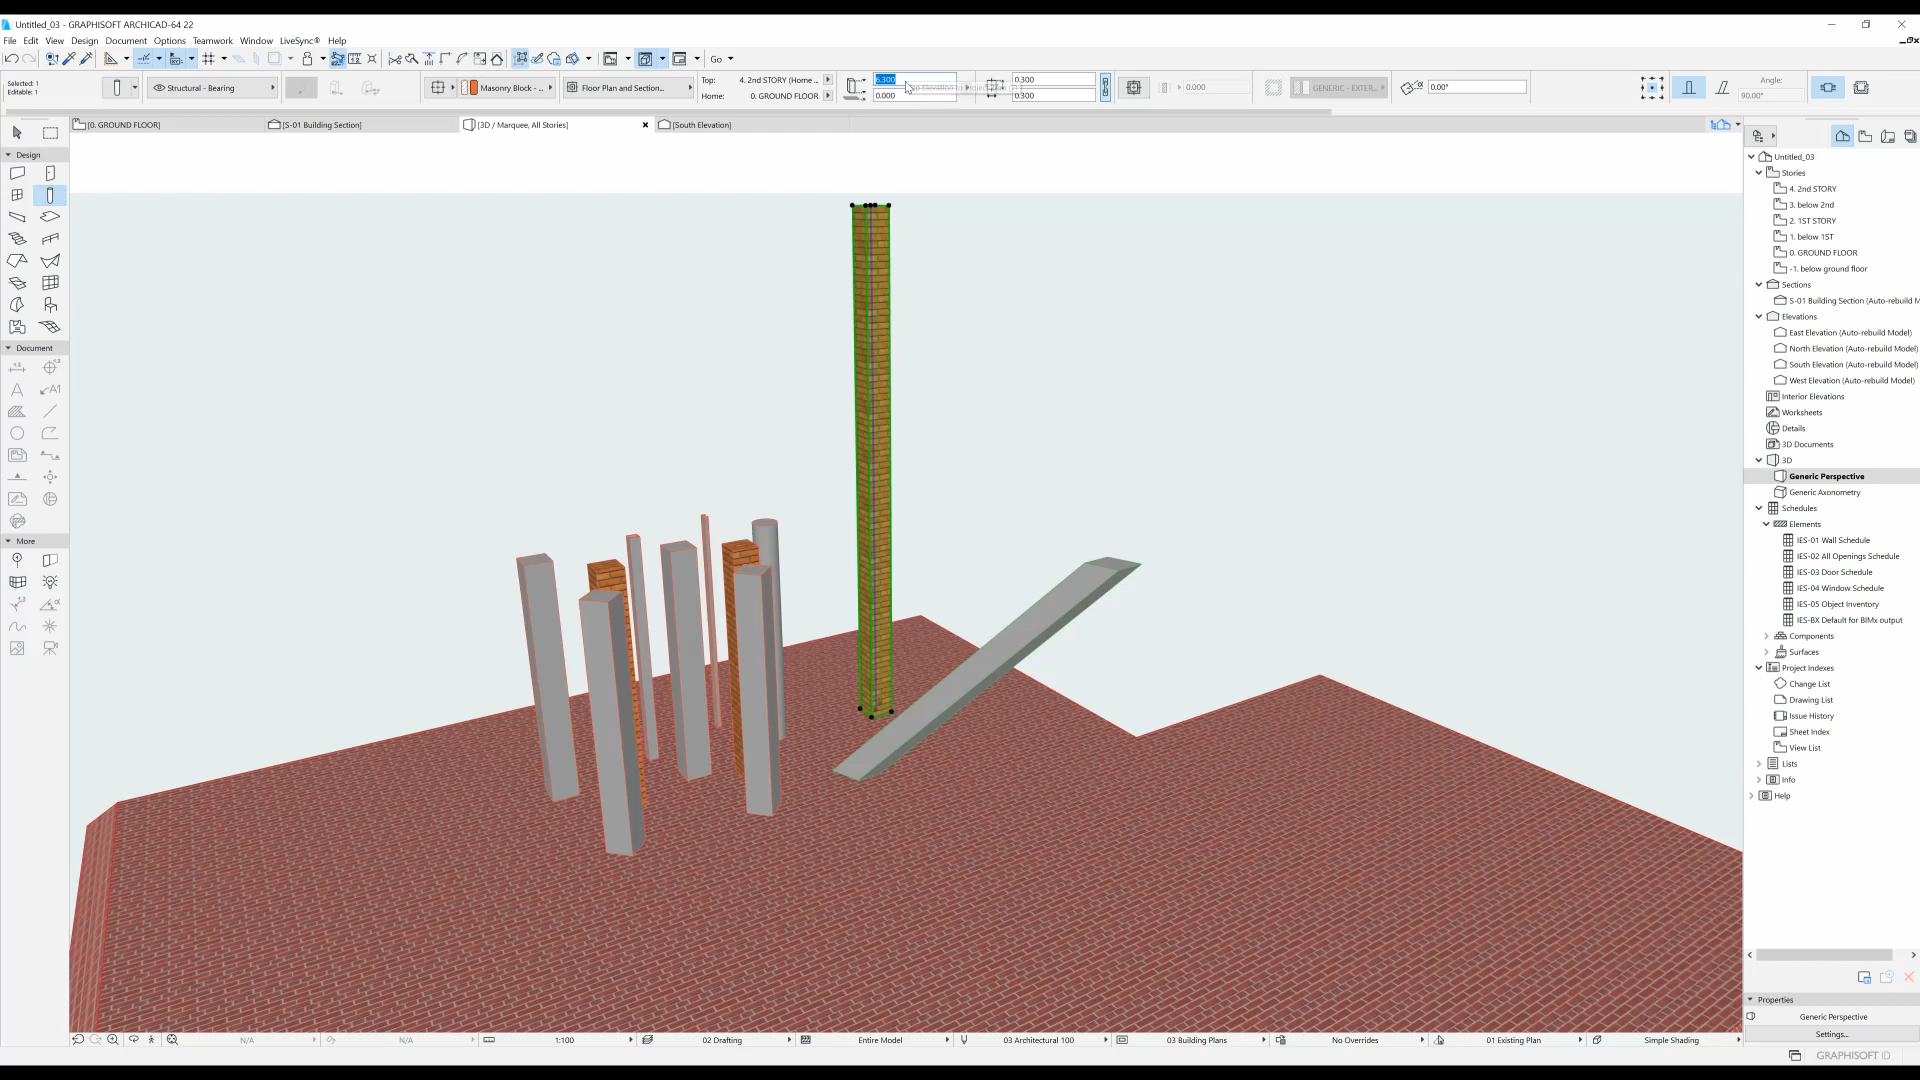 Untitled_03 - GRAPHISOFT ARCHICAD-64 22
File Edit View Design Document Options Teamwork Window LiveSync® Help
Go
Selected: 1
Editable: 1
Structural - Bearing
Masonry Block - ...
Floor Plan and Section...
Top: 4. 2nd STORY (Home ...
Home: 0. GROUND FLOOR
6.300
0.000
0.300
0.300
0.000
GENERIC - EXTER...
0.00°
Angle:
90.00°
[0. GROUND FLOOR]
[S-01 Building Section]
[3D / Marquee, All Stories]
[South Elevation]
Design
Document
A
A1
More
Untitled_03
Stories
4. 2nd STORY
3. below 2nd
2. 1ST STORY
1. below 1ST
0. GROUND FLOOR
-1. below ground floor
Sections
S-01 Building Section (Auto-rebuild M
Elevations
East Elevation (Auto-rebuild Model)
North Elevation (Auto-rebuild Model)
South Elevation (Auto-rebuild Model)
West Elevation (Auto-rebuild Model)
Interior Elevations
Worksheets
Details
3D Documents
3D
Generic Perspective
Generic Axonometry
Schedules
Elements
IES-01 Wall Schedule
IES-02 All Openings Schedule
IES-03 Door Schedule
IES-04 Window Schedule
IES-05 Object Inventory
IES-BX Default for BIMx output
Components
Surfaces
Project Indexes
Change List
Drawing List
Issue History
Sheet Index
View List
Lists
Info
Help
Properties
Generic Perspective
Settings...
N/A
N/A
1:100
02 Drafting
Entire Model
03 Architectural 100
03 Building Plans
No Overrides
01 Existing Plan
Simple Shading
GRAPHISOFT ID